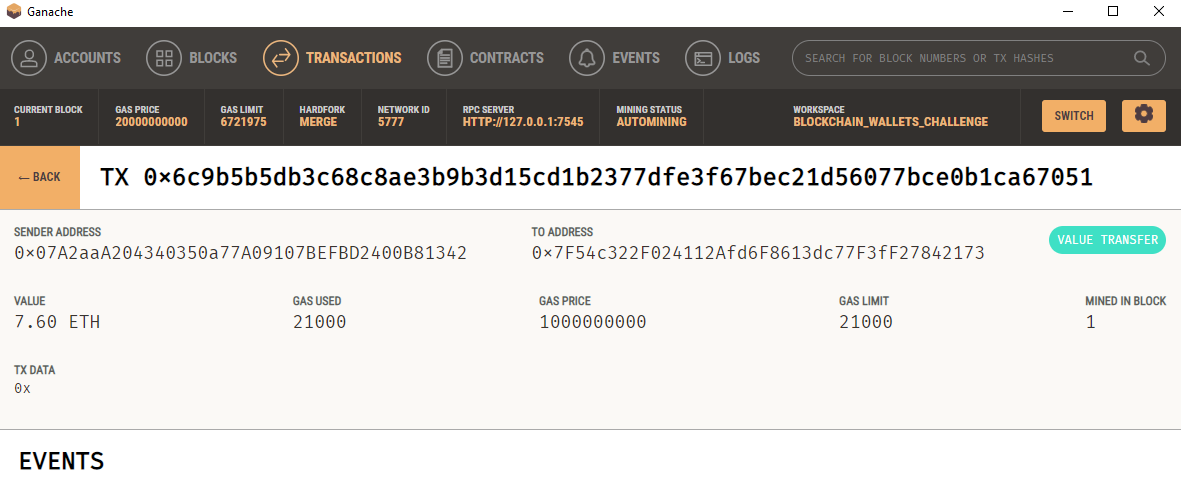 Ganache
ACCOUNTS BLOCKS TRANSACTIONS CONTRACTS EVENTS LOGS SEARCH FOR BLOCK NUMBERS OR TX HASHES
CURRENT BLOCK GAS PRICE GAS LIMIT HARDFORK NETWORK ID RPC SERVER MINING STATUS WORKSPACE
1 20000000000 6721975 MERGE 5777 HTTP://127.0.0.1:7545 AUTOMINING BLOCKCHAIN_WALLETS_CHALLENGE SWITCH
← BACK TX 0×6c9b5b5db3c68c8ae3b9b3d15cd1b2377dfe3f67bec21d56077bce0b1ca67051
SENDER ADDRESS TO ADDRESS
0×07A2aaA204340350a77A09107BEFBD2400B81342 0×7F54c322F024112Afd6F8613dc77F3fF27842173 VALUE TRANSFER
VALUE GAS USED GAS PRICE GAS LIMIT MINED IN BLOCK
7.60 ETH 21000 1000000000 21000 1
TX DATA
0x
EVENTS